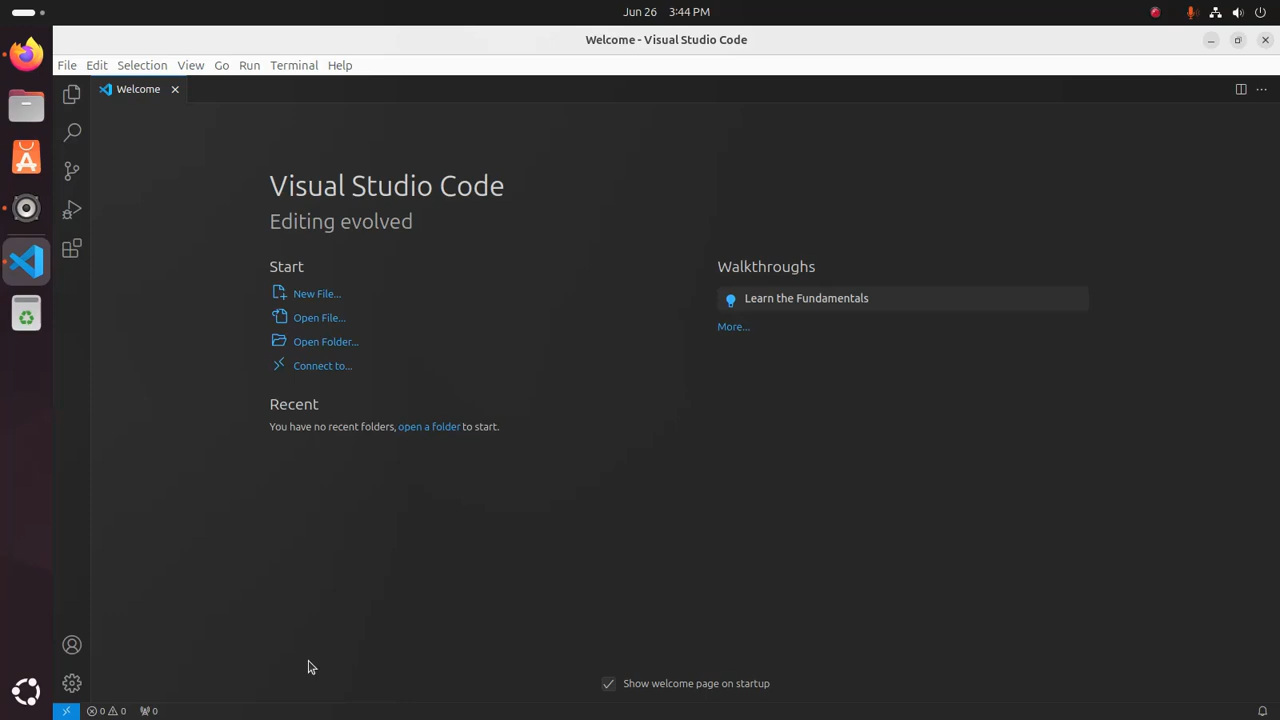 Jun 26 3:44 PM
Welcome - Visual Studio Code
File Edit Selection View Go Run Terminal Help
Welcome
Visual Studio Code
Editing evolved
Start
New File...
Open File...
Open Folder...
Connect to...
Recent
You have no recent folders, open a folder to start.
Walkthroughs
Learn the Fundamentals
More...
Show welcome page on startup
0 0 0